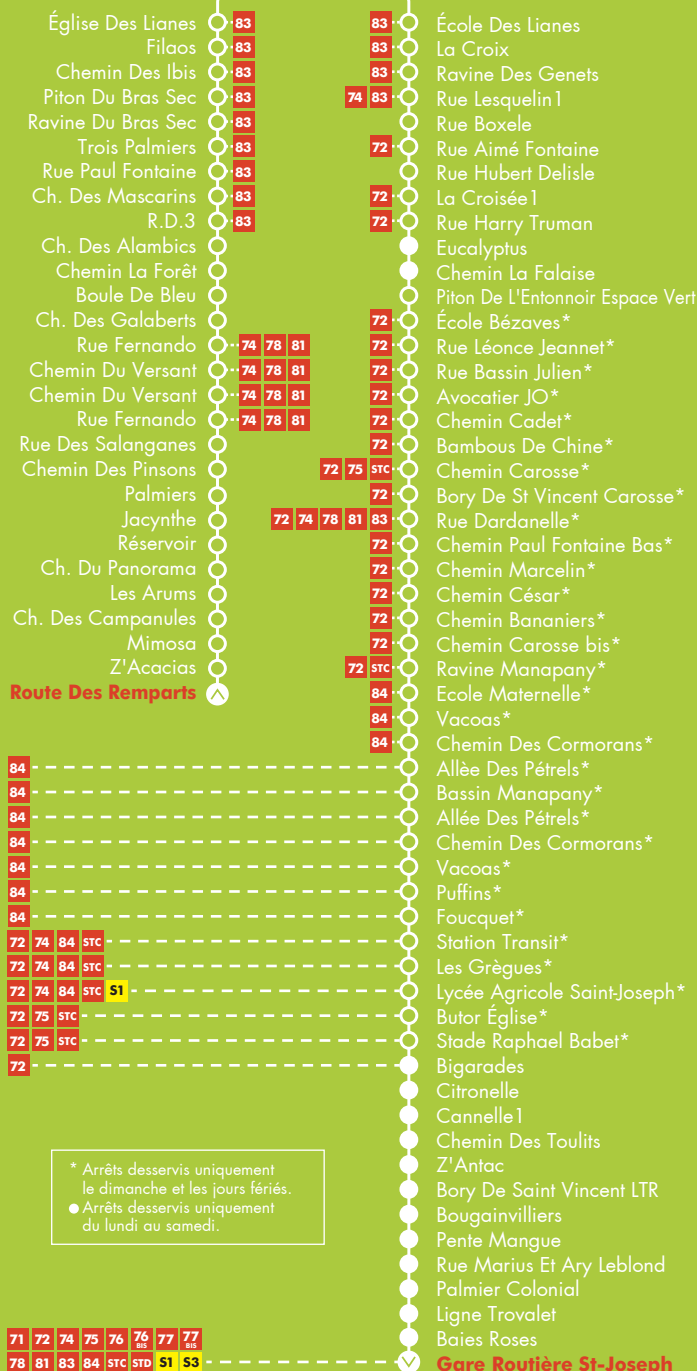 Église Des Lianes 83
Filaos 83
Chemin Des Ibis 83
Piton Du Bras Sec 83
Ravine Du Bras Sec 83
Trois Palmiers 83
Rue Paul Fontaine 83
Ch. Des Mascarins 83
R.D.3 83
Ch. Des Alambics
Chemin La Forêt
Boule De Bleu
Ch. Des Galaberts
Rue Fernando 74 78 81
Chemin Du Versant 74 78 81
Chemin Du Versant 74 78 81
Rue Fernando 74 78 81
Rue Des Salanganes
Chemin Des Pinsons
Palmiers
Jacynthe
Réservoir
Ch. Du Panorama
Les Arums
Ch. Des Campanules
Mimosa
Z'Acacias
Route Des Remparts
83 École Des Lianes
83 La Croix
83 Ravine Des Genets
74 83 Rue Lesquelin1
Rue Boxele
72 Rue Aimé Fontaine
Rue Hubert Delisle
72 La Croisée1
72 Rue Harry Truman
Eucalyptus
Chemin La Falaise
Piton De L'Entonnoir Espace Vert
72 École Bézaves*
72 Rue Léonce Jeannet*
72 Rue Bassin Julien*
72 Avocatier JO*
72 Chemin Cadet*
72 Bambous De Chine*
72 75 STC Chemin Carosse*
72 Bory De St Vincent Carosse*
72 74 78 81 83 Rue Dardanelle*
72 Chemin Paul Fontaine Bas*
72 Chemin Marcelin*
72 Chemin César*
72 Chemin Bananiers*
72 Chemin Carosse bis*
72 STC Ravine Manapany*
84 Ecole Maternelle*
84 Vacoas*
84 Chemin Des Cormorans*
84 Allèe Des Pétrels*
84 Bassin Manapany*
84 Allée Des Pétrels*
84 Chemin Des Cormorans*
84 Vacoas*
84 Puffins*
84 Foucquet*
72 74 84 STC Station Transit*
72 74 84 STC Les Grègues*
72 74 84 STC S1 Lycée Agricole Saint-Joseph*
72 75 STC Butor Église*
72 75 STC Stade Raphael Babet*
72 Bigarades
Citronelle
Cannelle1
Chemin Des Toulits
Z'Antac
Bory De Saint Vincent LTR
Bougainvilliers
Pente Mangue
Rue Marius Et Ary Leblond
Palmier Colonial
Ligne Trovalet
Baies Roses
71 72 74 75 76 76 BIS 77 77 BIS
78 81 83 84 STC STD S1 S3 Gare Routière St-Joseph
* Arrêts desservis uniquement
le dimanche et les jours fériés.
● Arrêts desservis uniquement
du lundi au samedi.